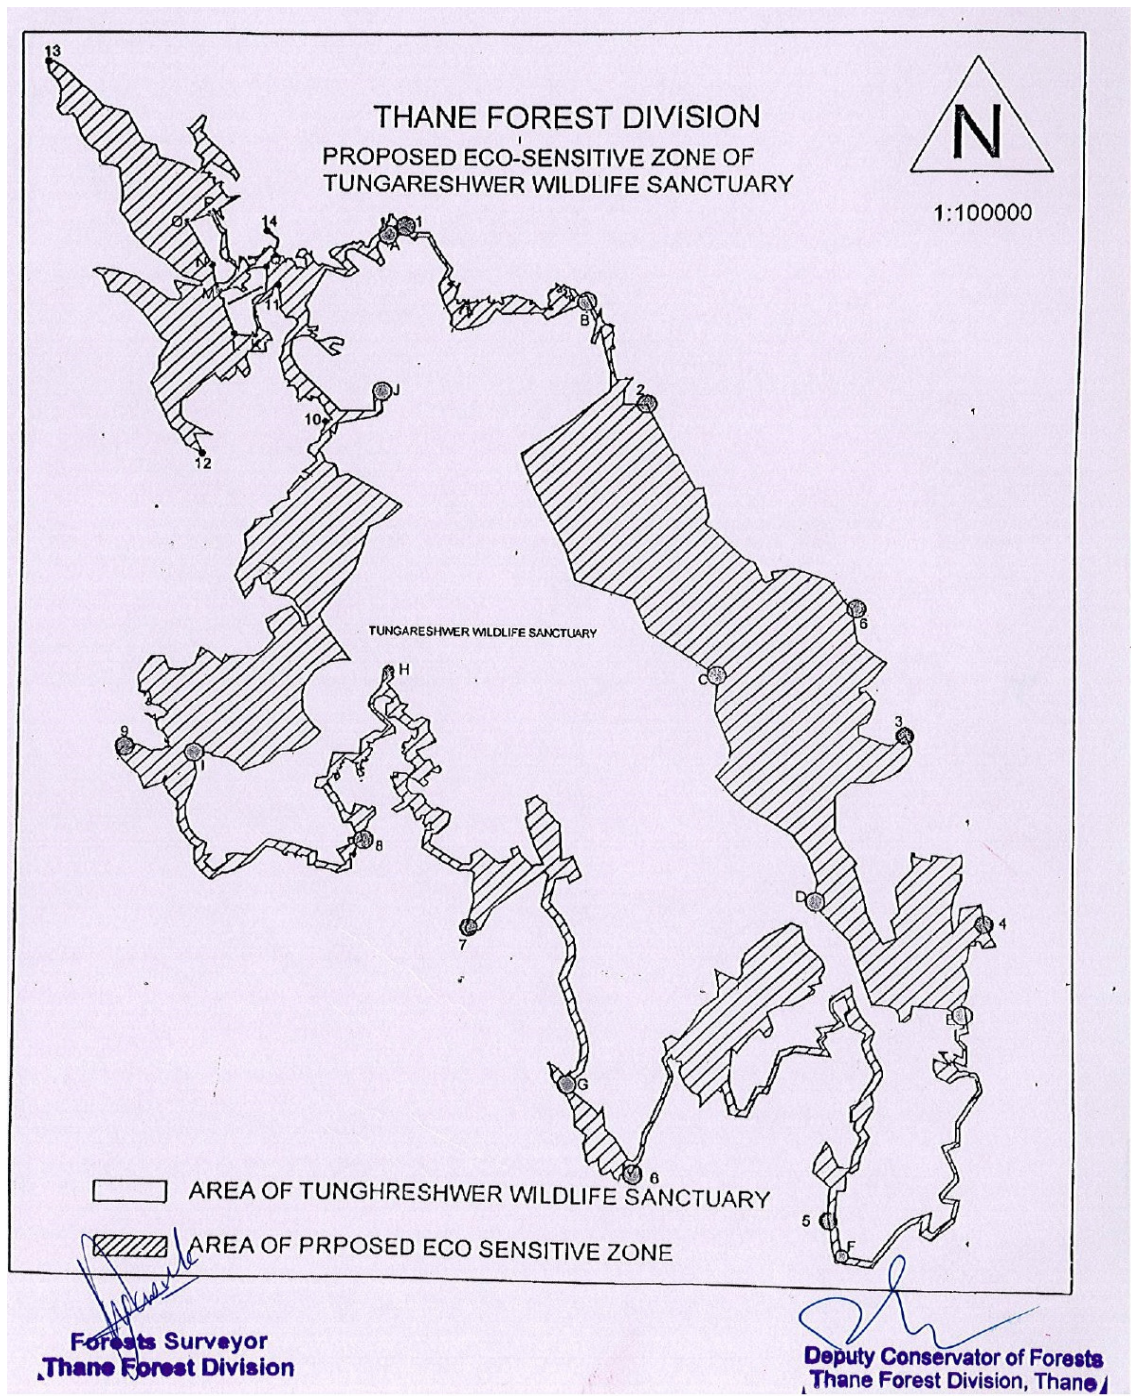 13
THANE FOREST DIVISION
PROPOSED ECO-SENSITIVE ZONE OF
TUNGARESHWER WILDLIFE SANCTUARY
N
1:100000
P
O
14
A
1
N
Q
M
11
B
K
J
2
10
12
6
TUNGARESHWER WILDLIFE SANCTUARY
H
C
3
9
I
8
D
4
7
E
G
6
5
F
AREA OF TUNGHRESHWER WILDLIFE SANCTUARY
AREA OF PRPOSED ECO SENSITIVE ZONE
Forests Surveyor
Thane Forest Division
Deputy Conservator of Forests
Thane Forest Division, Thane